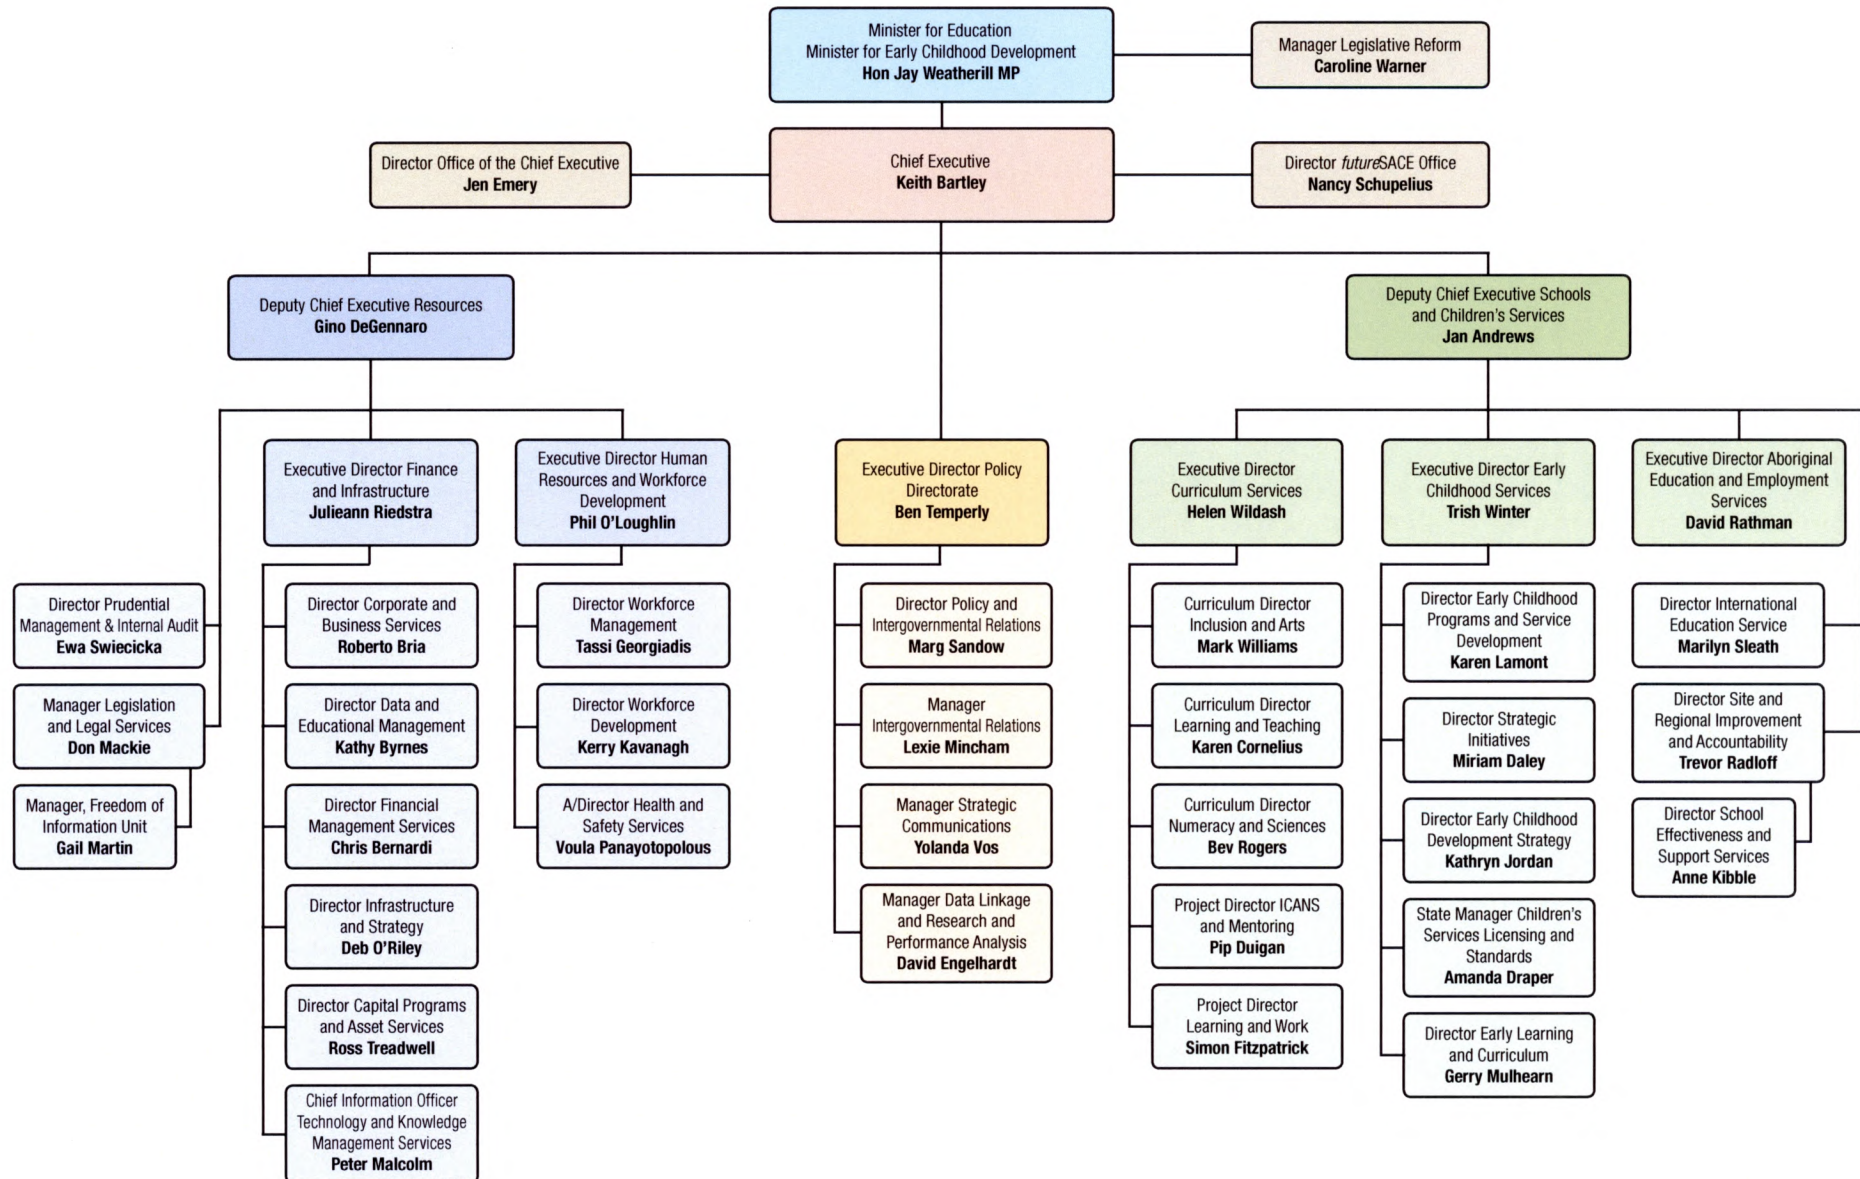 Minister for Education
Minister for Early Childhood Development
Hon Jay Weatherill MP
Manager Legislative Reform
Caroline Warner
Director Office of the Chief Executive
Jen Emery
Chief Executive
Keith Bartley
Director futureSACE Office
Nancy Schupelius
Deputy Chief Executive Resources
Gino DeGennaro
Deputy Chief Executive Schools
and Children's Services
Jan Andrews
Executive Director Finance
and Infrastructure
Julieann Riedstra
Executive Director Human
Resources and Workforce
Development
Phil O'Loughlin
Executive Director Policy
Directorate
Ben Temperly
Executive Director
Curriculum Services
Helen Wildash
Executive Director Early
Childhood Services
Trish Winter
Executive Director Aboriginal
Education and Employment
Services
David Rathman
Director Prudential
Management & Internal Audit
Ewa Swiecicka
Manager Legislation
and Legal Services
Don Mackie
Manager, Freedom of
Information Unit
Gail Martin
Director Corporate and
Business Services
Roberto Bria
Director Data and
Educational Management
Kathy Byrnes
Director Financial
Management Services
Chris Bernardi
Director Infrastructure
and Strategy
Deb O'Riley
Director Capital Programs
and Asset Services
Ross Treadwell
Chief Information Officer
Technology and Knowledge
Management Services
Peter Malcolm
Director Workforce
Management
Tassi Georgiadis
Director Workforce
Development
Kerry Kavanagh
A/Director Health and
Safety Services
Voula Panayotopolous
Director Policy and
Intergovernmental Relations
Marg Sandow
Manager
Intergovernmental Relations
Lexie Mincham
Manager Strategic
Communications
Yolanda Vos
Manager Data Linkage
and Research and
Performance Analysis
David Engelhardt
Curriculum Director
Inclusion and Arts
Mark Williams
Curriculum Director
Learning and Teaching
Karen Cornelius
Curriculum Director
Numeracy and Sciences
Bev Rogers
Project Director ICANS
and Mentoring
Pip Duigan
Project Director
Learning and Work
Simon Fitzpatrick
Director Early Childhood
Programs and Service
Development
Karen Lamont
Director Strategic
Initiatives
Miriam Daley
Director Early Childhood
Development Strategy
Kathryn Jordan
State Manager Children's
Services Licensing and
Standards
Amanda Draper
Director Early Learning
and Curriculum
Gerry Mulhearn
Director International
Education Service
Marilyn Sleath
Director Site and
Regional Improvement
and Accountability
Trevor Radloff
Director School
Effectiveness and
Support Services
Anne Kibble